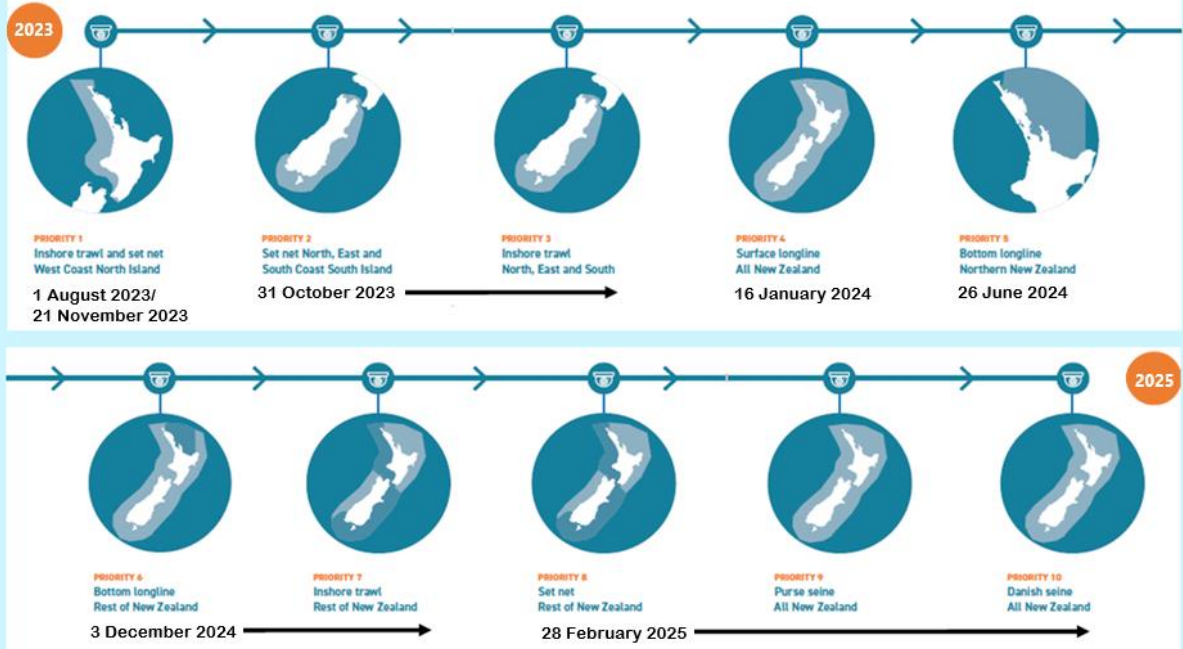 2023
PRIORITY 1
Inshore trawl and set net
West Coast North Island
1 August 2023/
21 November 2023
PRIORITY 2
Set net North, East and
South Coast South Island
31 October 2023
PRIORITY 3
Inshore trawl
North, East and South
PRIORITY 4
Surface longline
All New Zealand
16 January 2024
PRIORITY 5
Bottom longline
Northern New Zealand
26 June 2024
2025
PRIORITY 6
Bottom longline
Rest of New Zealand
3 December 2024
PRIORITY 7
Inshore trawl
Rest of New Zealand
PRIORITY 8
Set net
Rest of New Zealand
28 February 2025
PRIORITY 9
Purse seine
All New Zealand
PRIORITY 10
Danish seine
All New Zealand